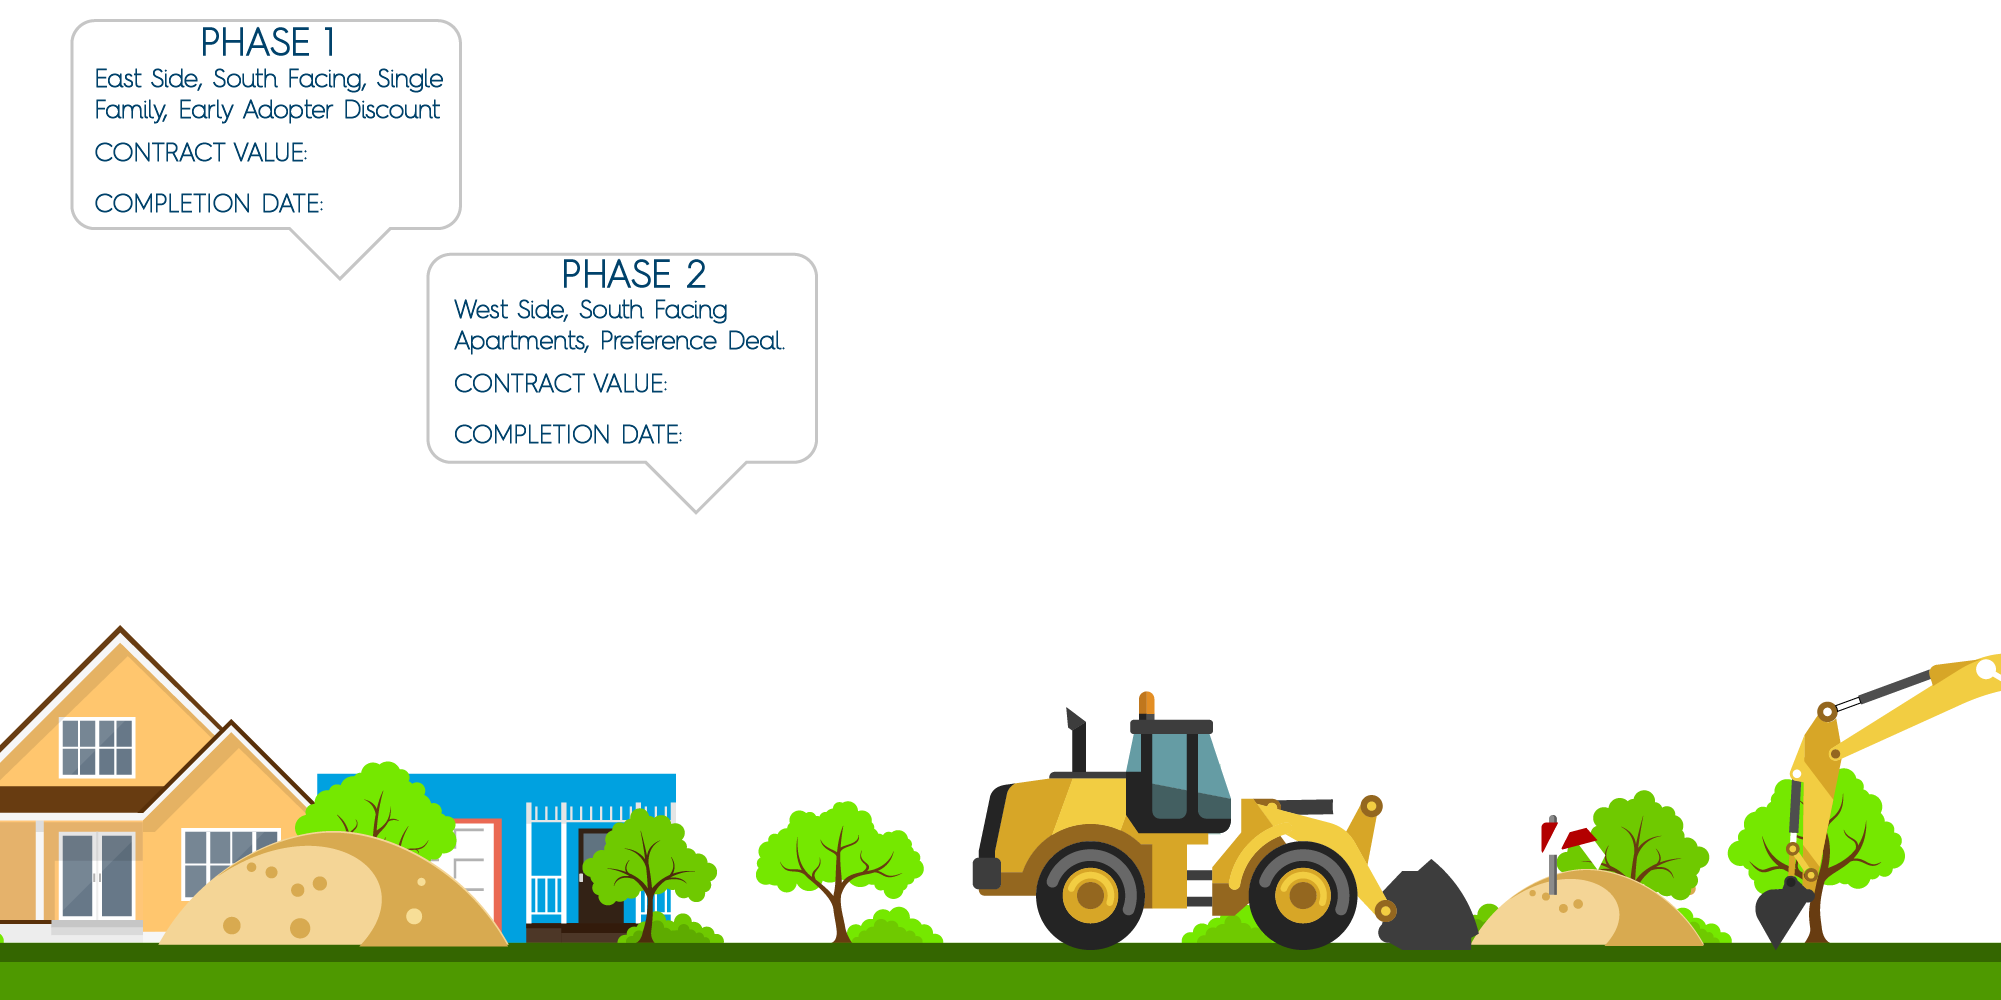 PHASE 1
East Side, South Facing, Single
Family, Early Adopter Discount
CONTRACT VALUE:
COMPLETION DATE:
PHASE 2
West Side, South Facing
Apartments, Preference Deal.
CONTRACT VALUE:
COMPLETION DATE: